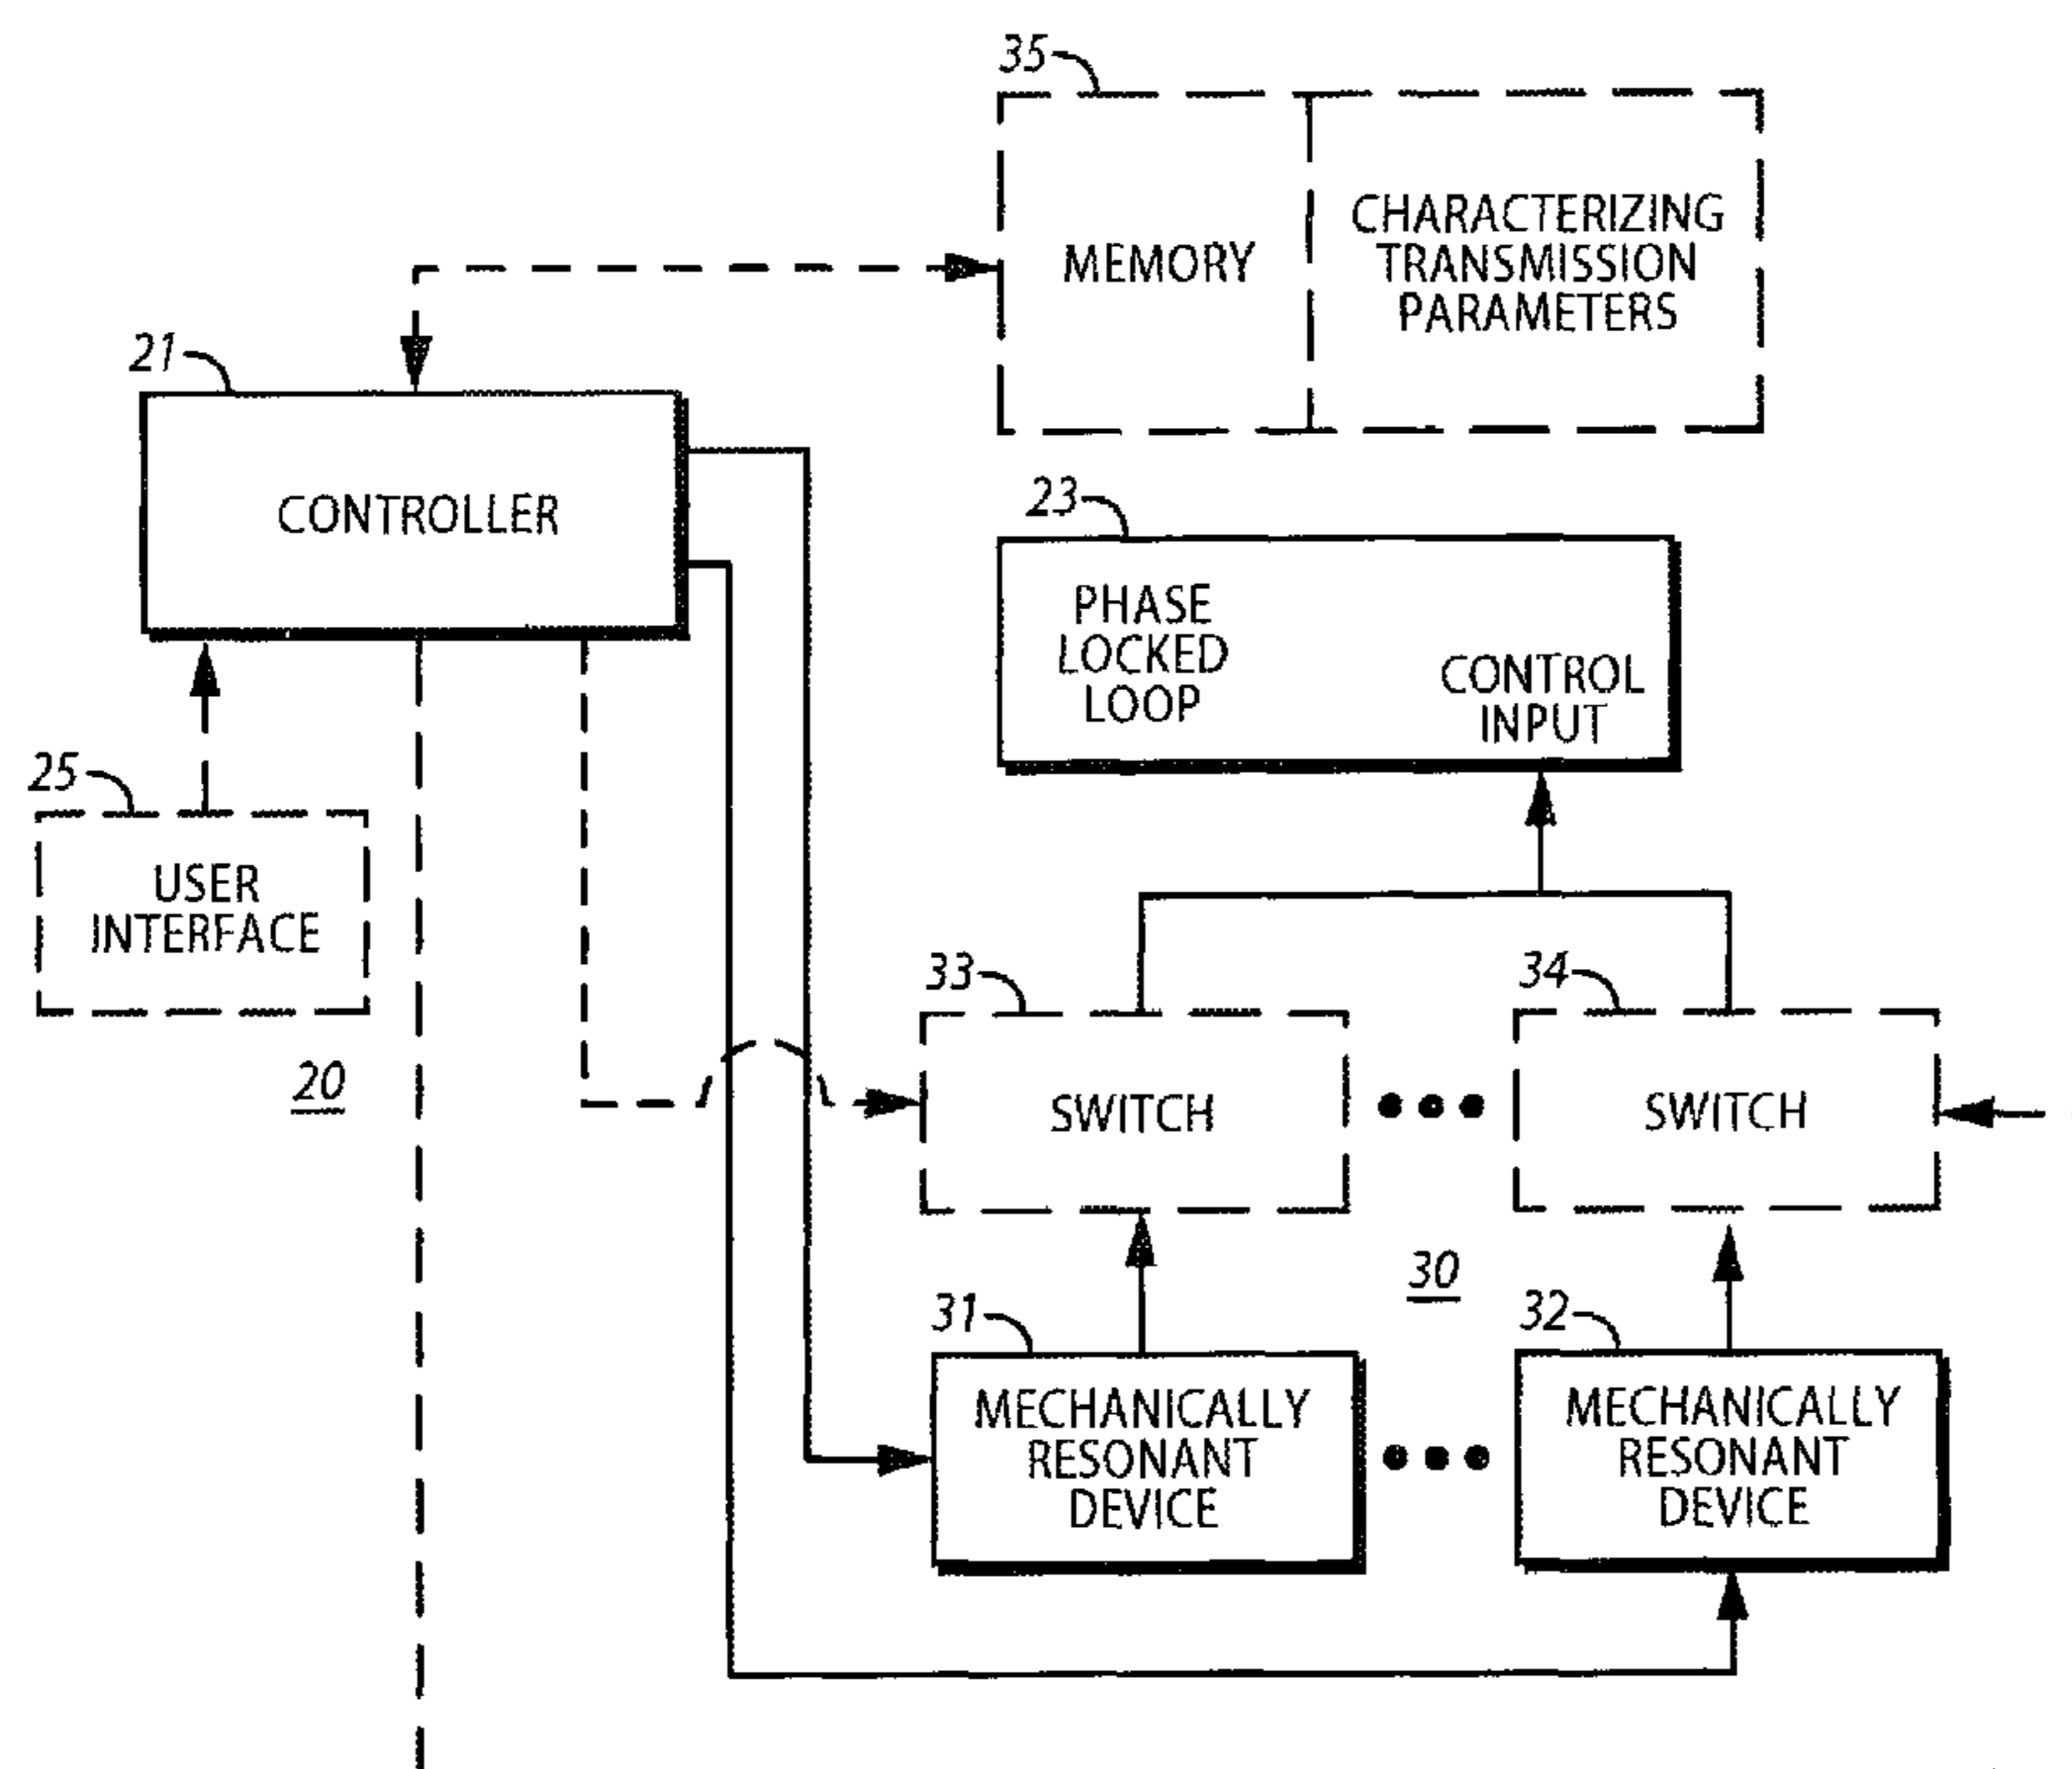 35
MEMORY
CHARACTERIZING
TRANSMISSION
PARAMETERS
21
CONTROLLER
23
PHASE
LOCKED
LOOP
CONTROL
INPUT
25
USER
INTERFACE
20
33
SWITCH
34
SWITCH
30
31
MECHANICALLY
RESONANT
DEVICE
32
MECHANICALLY
RESONANT
DEVICE